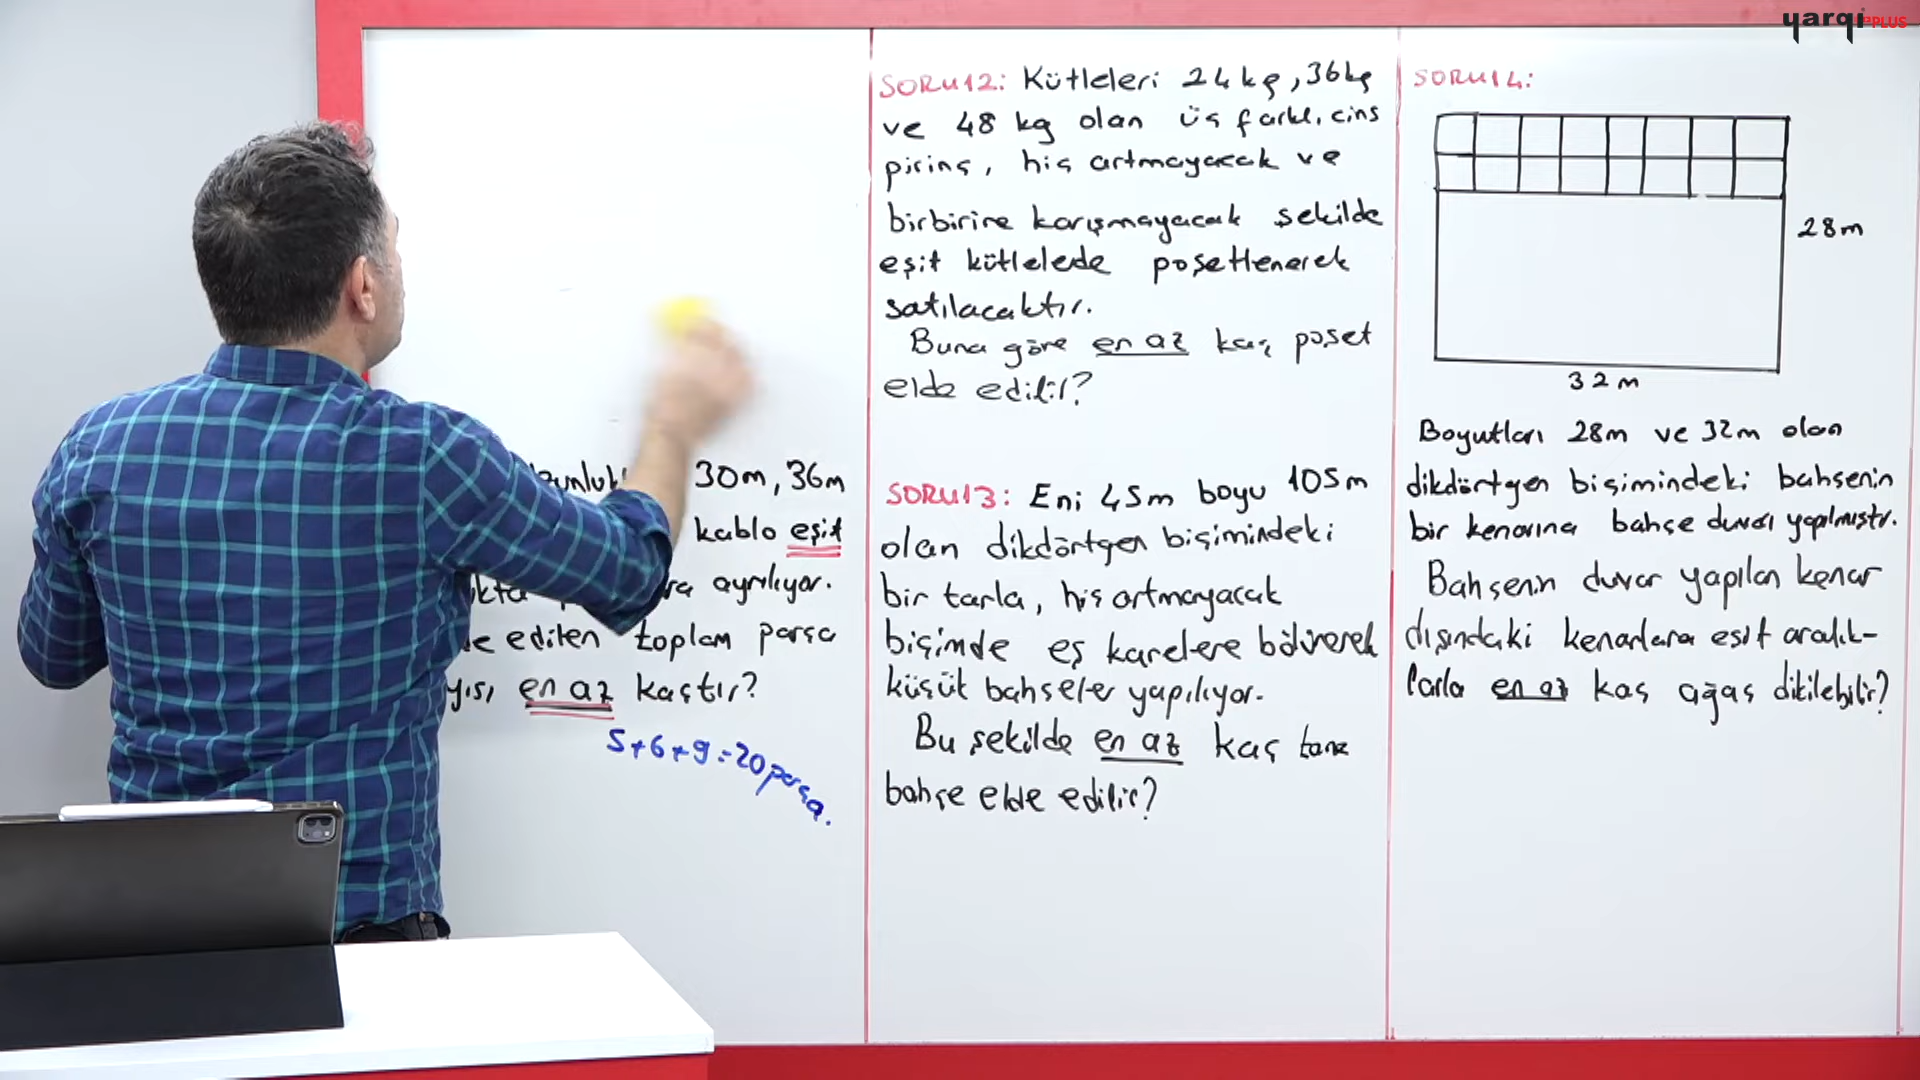 yarqı PPLUS
30m, 36m
kablo eşit
ayrılıyor.
edilen toplam parça
en az kaçtır?
5+6+9=20 parça.
SORU12: Kütleleri 24kg, 36kg
ve 48 kg olan üç farkl. cins
pirinç, hiç artmayacak ve
birbirine karışmayacak şekilde
eşit kütlelerde poşetlenerek
satılacaktır.
Buna göre en az kaç poşet
elde edilir?
SORU13: Eni 45m boyu 105m
olan dikdörtgen biçimindeki
bir tarla, hiç artmayacak
biçimde eş karelere bölünerek
küçük bahçeler yapılıyor.
Bu şekilde en az kaç tane
bahçe elde edilir?
SORU14:
28m
32m
Boyutları 28m ve 32m olan
dikdörtgen biçimindeki bahçenin
bir kenarına bahçe duvarı yapılmıştır.
Bahçenin duvar yapılan kenar
dışındaki kenarlara eşit aralık-
larla en az kaç ağaç dikilebilir?